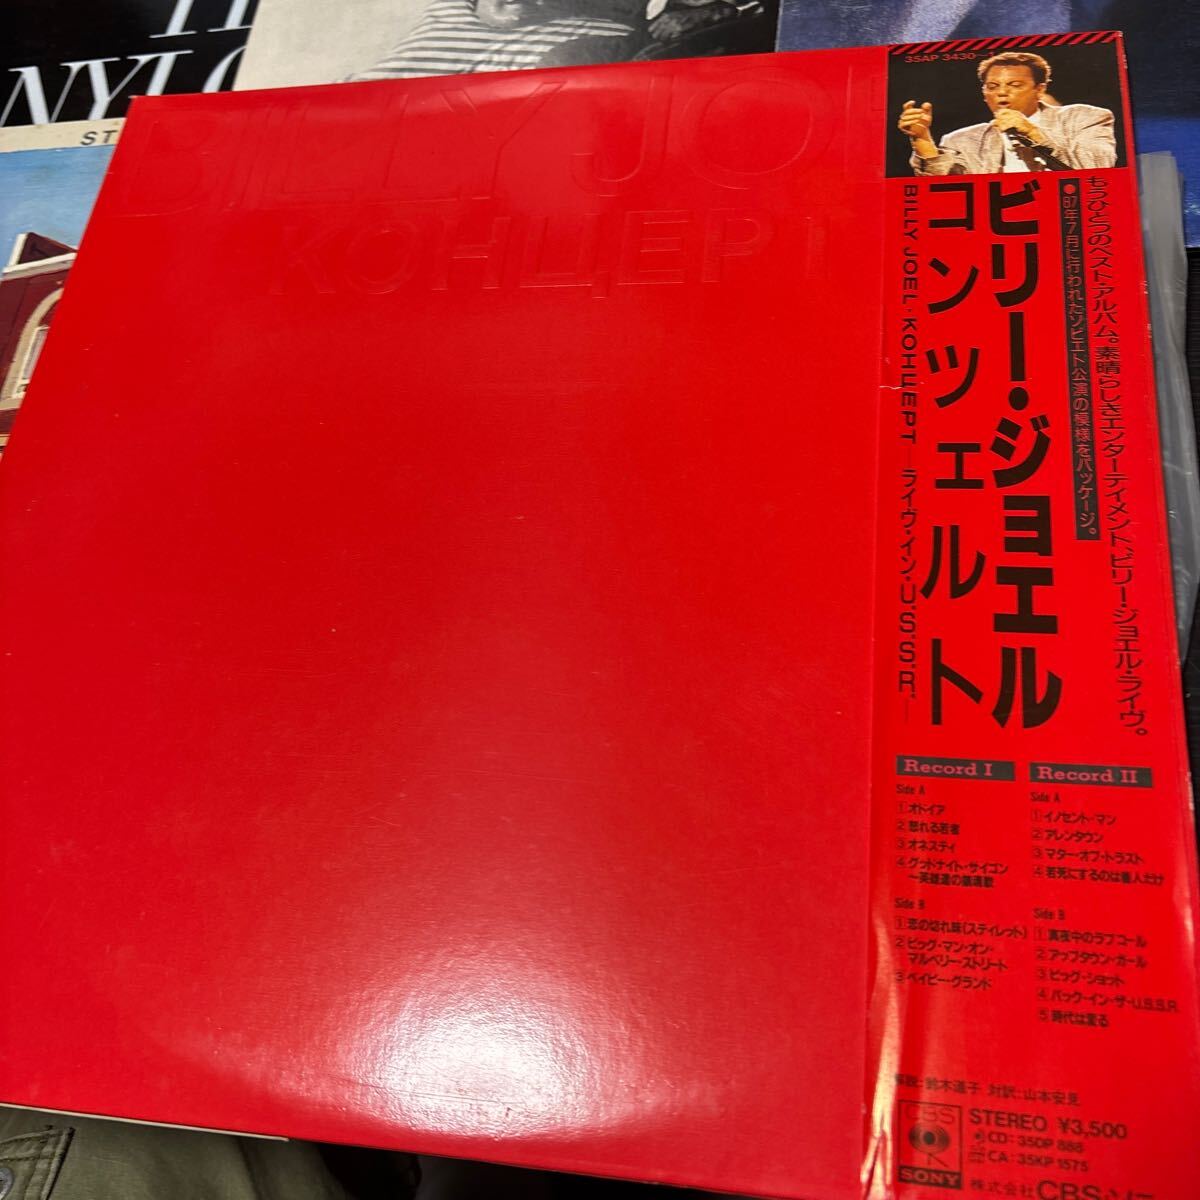 ST
BILLY JOE
КОНЦЕРТ
35AP 3430~1
もうひとつのベスト・アルバム。素晴らしきエンターティメント、ビリー・ジョエル・ライヴ。
●87年7月に行われたソビエト公演の模様をパッケージ。
ビリー・ジョエル
コンツェルト
BILLY JOEL・КОНЦЕРТ—ライヴ・イン・U.S.S.R.—
Record I
Side A
1 オドイア
2 怒れる若者
3 オネスティ
4 グッドナイト・サイゴン
〜英雄達の鎮魂歌
Side B
1 恋の切れ味(スティレット)
2 ビッグ・マン・オン・
マルベリー・ストリート
3 ベイビー・グランド
Record II
Side A
1 イノセント・マン
2 アレンタウン
3 マター・オブ・トラスト
4 若死にするのは善人だけ
Side B
1 真夜中のラブコール
2 アップタウン・ガール
3 ビッグ・ショット
4 バック・イン・ザ・U.S.S.R.
5 時代は変る
解説:鈴木道子 対訳:山本安見
CBS
SONY
STEREO ¥3,500
CD:35DP 888
CA:35KP 1575
株式会社CBS